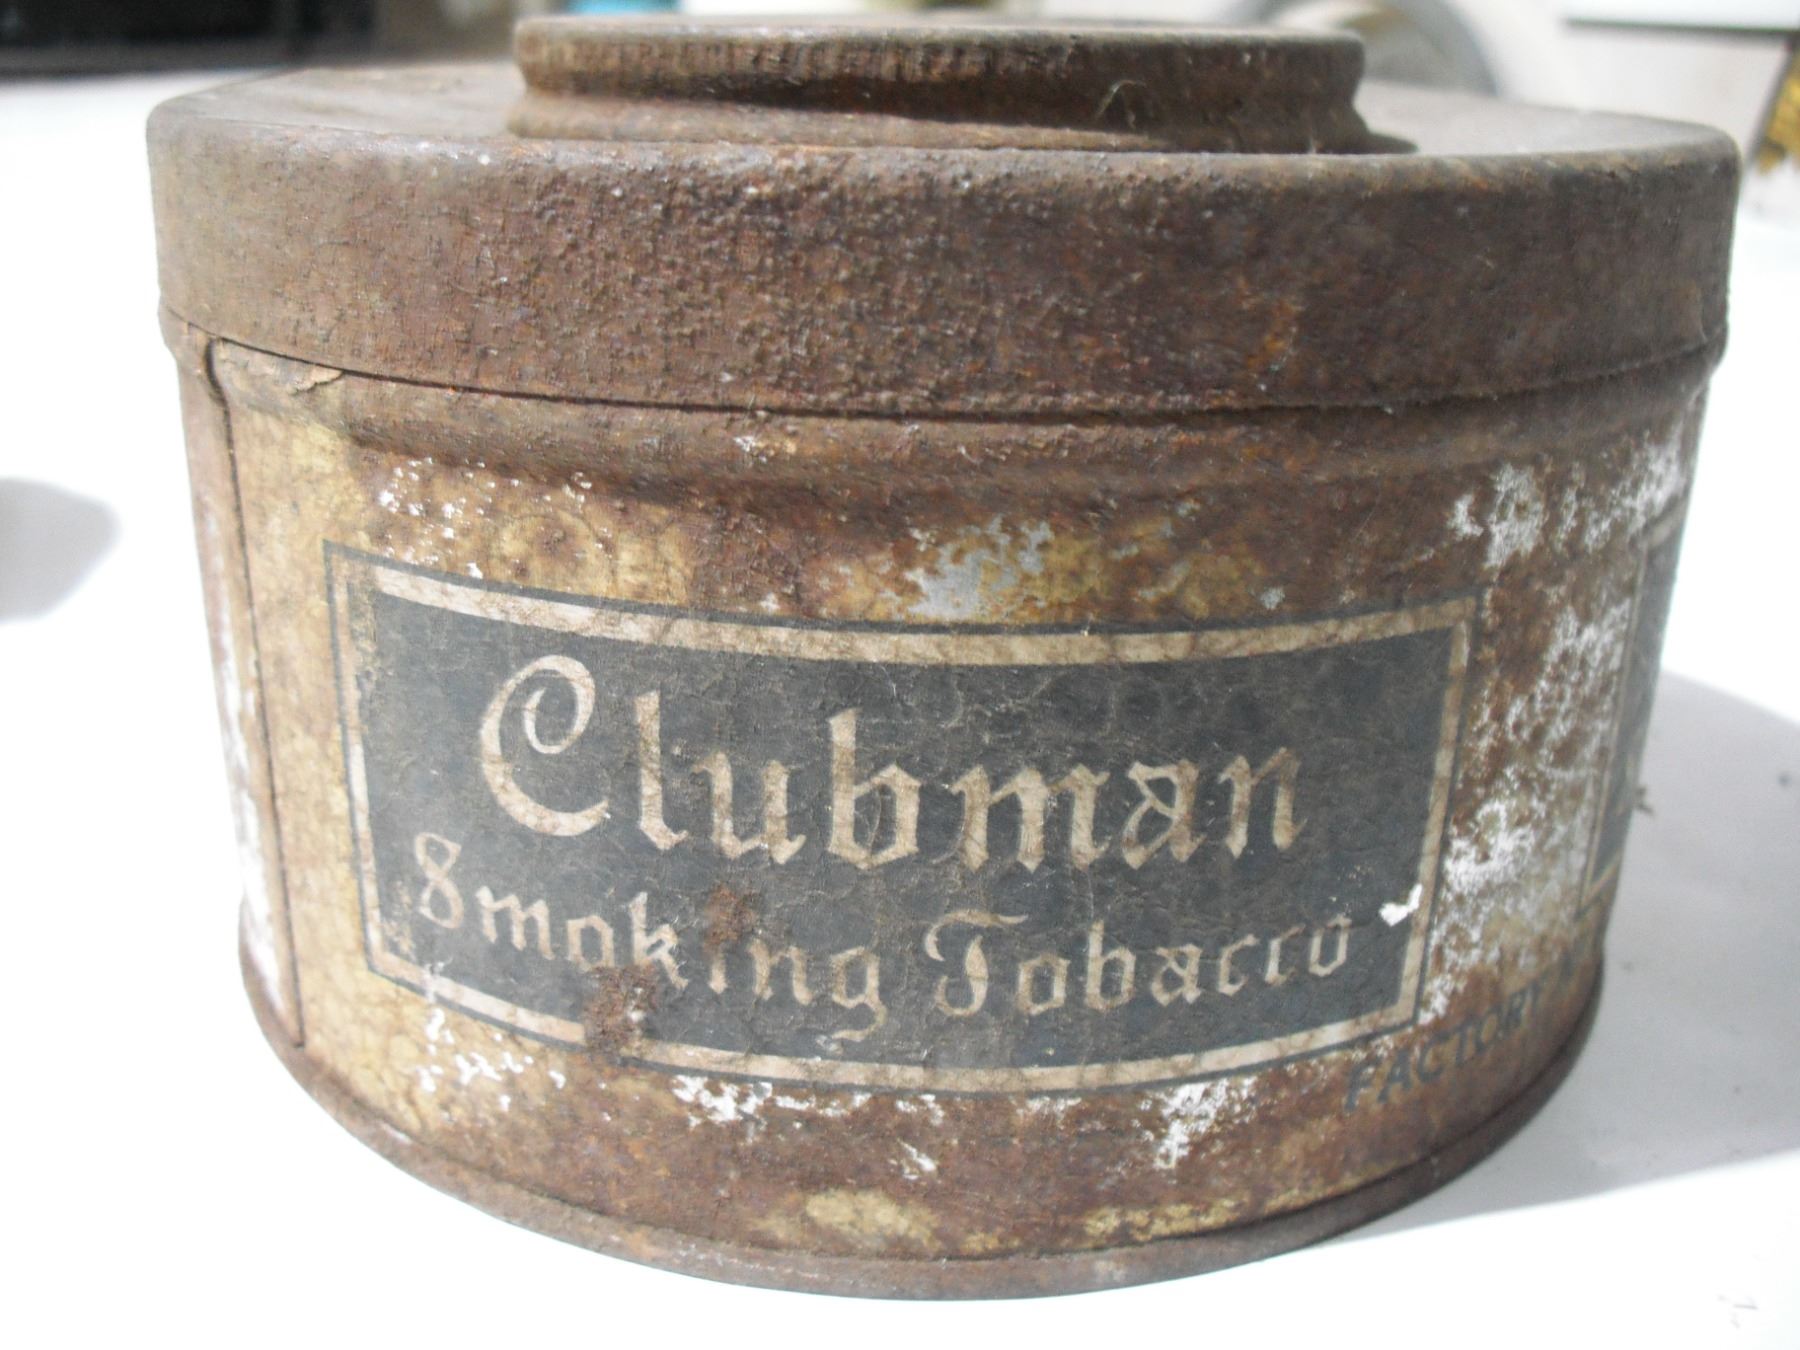 Clubman
Smoking Tobacco
FACTORY